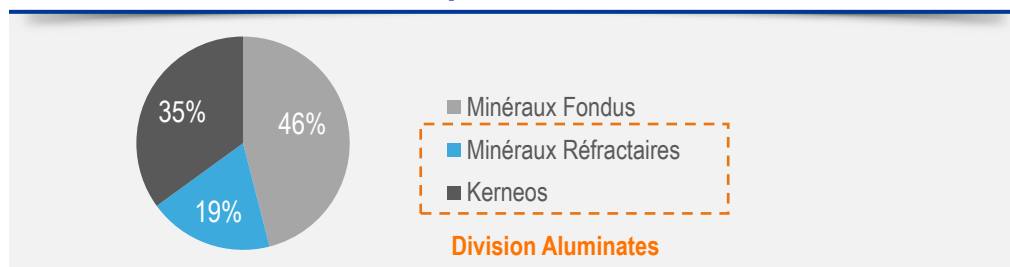 35%
46%
19%
Minéraux Fondus
Minéraux Réfractaires
Kerneos
Division Aluminates